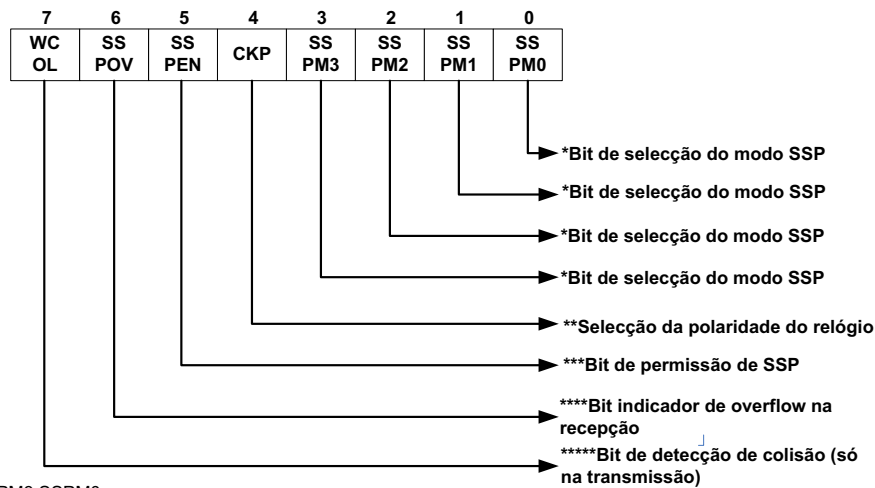 7 6 5 4 3 2 1 0
WC SS SS CKP SS SS SS SS
OL POV PEN PM3 PM2 PM1 PM0
*Bit de selecção do modo SSP
*Bit de selecção do modo SSP
*Bit de selecção do modo SSP
*Bit de selecção do modo SSP
**Selecção da polaridade do relógio
***Bit de permissão de SSP
****Bit indicador de overflow na
recepção
*****Bit de detecção de colisão (só
na transmissão)